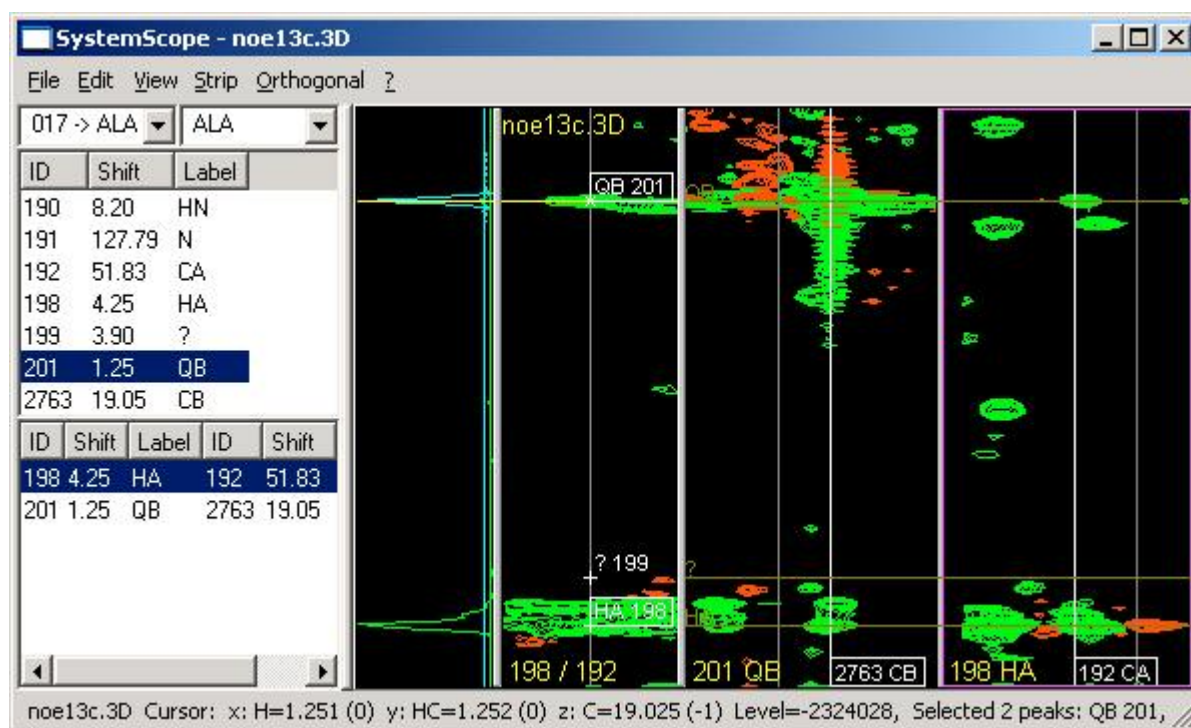 SystemScope - noe13c.3D
File Edit View Strip Orthogonal ?
017 -> ALA ALA
ID Shift Label
190 8.20 HN
191 127.79 N
192 51.83 CA
198 4.25 HA
199 3.90 ?
201 1.25 QB
2763 19.05 CB
ID Shift Label ID Shift
198 4.25 HA 192 51.83
201 1.25 QB 2763 19.05
noe13c.3D
QB 201
QB
? 199
?
HA 198
HA
198 / 192
201 QB
2763 CB
198 HA
192 CA
noe13c.3D Cursor: x: H=1.251 (0) y: HC=1.252 (0) z: C=19.025 (-1) Level=-2324028, Selected 2 peaks: QB 201,